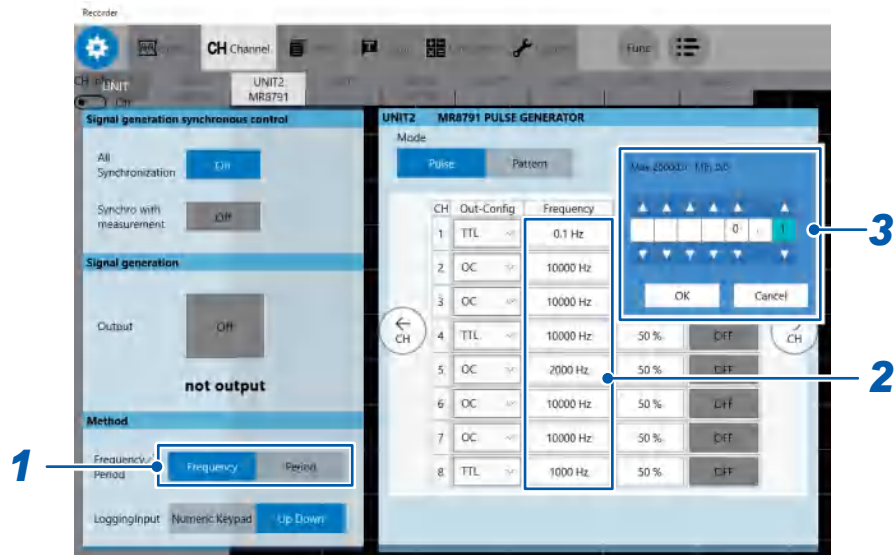 Recorder
CH Channel
Func
UNIT
UNIT2
MR8791
Signal generation synchronous control
All
Synchronization
On
Synchro with
measurement
Off
Signal generation
Output
Off
not output
Method
Frequency/
Period
Frequency
Period
LoggingInput
Numeric Keypad
Up Down
UNIT2 MR8791 PULSE GENERATOR
Mode
Pulse
Pattern
CH Out-Config Frequency
1 TTL 0.1 Hz
2 OC 10000 Hz
3 OC 10000 Hz
4 TTL 10000 Hz 50 % OFF
5 OC 2000 Hz 50 % OFF
6 OC 10000 Hz 50 % OFF
7 OC 10000 Hz 50 % OFF
8 TTL 1000 Hz 50 % OFF
CH
CH
0 . 1
OK
Cancel
1
2
3